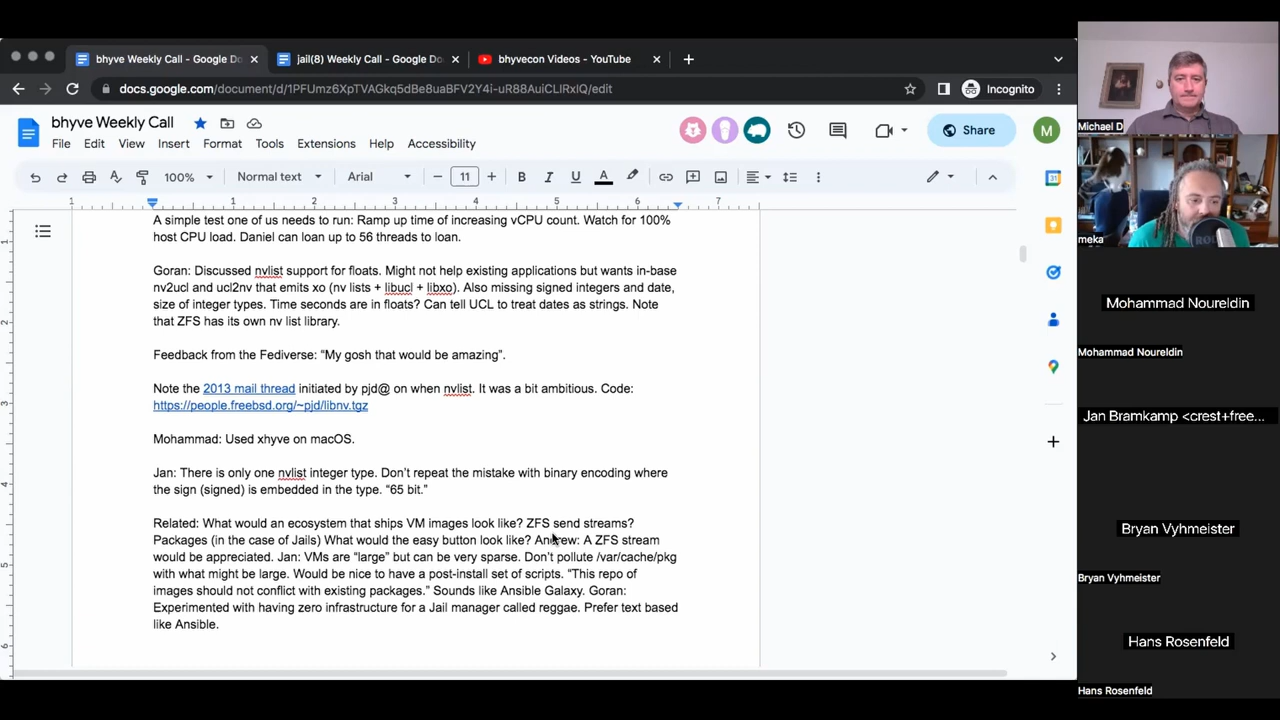 bhyve Weekly Call - Google Do
jail(8) Weekly Call - Google Do
bhyvecon Videos - YouTube
docs.google.com/document/d/1PFUmz6XpTVAGkq5dBe8uaBFV2Y4i-uR88AuiCLlRxIQ/edit
Incognito
bhyve Weekly Call
File Edit View Insert Format Tools Extensions Help Accessibility
Share
M
100%
Normal text
Arial
11
B I U A
1 1 2 3 4 5 6 7
A simple test one of us needs to run: Ramp up time of increasing vCPU count. Watch for 100%
host CPU load. Daniel can loan up to 56 threads to loan.
Goran: Discussed nvlist support for floats. Might not help existing applications but wants in-base
nv2ucl and ucl2nv that emits xo (nv lists + libucl + libxo). Also missing signed integers and date,
size of integer types. Time seconds are in floats? Can tell UCL to treat dates as strings. Note
that ZFS has its own nv list library.
Feedback from the Fediverse: “My gosh that would be amazing”.
Note the 2013 mail thread initiated by pjd@ on when nvlist. It was a bit ambitious. Code:
https://people.freebsd.org/~pjd/libnv.tgz
Mohammad: Used xhyve on macOS.
Jan: There is only one nvlist integer type. Don’t repeat the mistake with binary encoding where
the sign (signed) is embedded in the type. “65 bit.”
Related: What would an ecosystem that ships VM images look like? ZFS send streams?
Packages (in the case of Jails) What would the easy button look like? Andrew: A ZFS stream
would be appreciated. Jan: VMs are “large” but can be very sparse. Don’t pollute /var/cache/pkg
with what might be large. Would be nice to have a post-install set of scripts. “This repo of
images should not conflict with existing packages.” Sounds like Ansible Galaxy. Goran:
Experimented with having zero infrastructure for a Jail manager called reggae. Prefer text based
like Ansible.
1
2
3
4
5
6
Michael D
meka
Mohammad Noureldin
Mohammad Noureldin
Jan Bramkamp <crest+free...
Bryan Vyhmeister
Bryan Vyhmeister
Hans Rosenfeld
Hans Rosenfeld